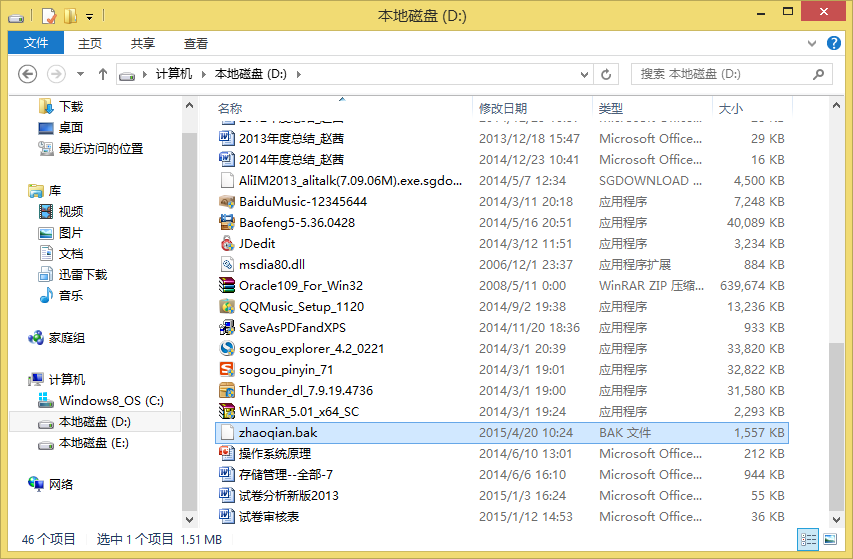 本地磁盘 (D:)
文件 主页 共享 查看
计算机 本地磁盘 (D:) 搜索 本地磁盘 (D:)
下载
桌面
最近访问的位置
库
视频
图片
文档
迅雷下载
音乐
家庭组
计算机
Windows8_OS (C:)
本地磁盘 (D:)
本地磁盘 (E:)
网络
名称 修改日期 类型 大小
2013年度总结_赵茜 2013/12/18 15:47 Microsoft Office... 29 KB
2014年度总结_赵茜 2014/12/23 10:41 Microsoft Office... 16 KB
AliIM2013_alitalk(7.09.06M).exe.sgdo... 2014/5/7 12:34 SGDOWNLOAD ... 4,500 KB
BaiduMusic-12345644 2014/3/11 20:18 应用程序 7,248 KB
Baofeng5-5.36.0428 2014/5/16 20:51 应用程序 40,089 KB
JDedit 2014/3/12 11:51 应用程序 3,234 KB
msdia80.dll 2006/12/1 23:37 应用程序扩展 884 KB
Oracle109_For_Win32 2008/5/11 0:00 WinRAR ZIP 压缩... 639,674 KB
QQMusic_Setup_1120 2014/9/2 19:38 应用程序 13,236 KB
SaveAsPDFandXPS 2014/11/20 18:36 应用程序 933 KB
sogou_explorer_4.2_0221 2014/3/1 20:39 应用程序 33,820 KB
sogou_pinyin_71 2014/3/1 19:01 应用程序 32,822 KB
Thunder_dl_7.9.19.4736 2014/3/1 19:00 应用程序 31,580 KB
WinRAR_5.01_x64_SC 2014/3/1 19:24 应用程序 2,293 KB
zhaoqian.bak 2015/4/20 10:24 BAK 文件 1,557 KB
操作系统原理 2014/6/10 13:01 Microsoft Office... 212 KB
存储管理--全部-7 2014/6/6 16:10 Microsoft Office... 944 KB
试卷分析新版2013 2015/1/3 16:24 Microsoft Office... 55 KB
试卷审核表 2015/1/12 14:53 Microsoft Office... 36 KB
46 个项目 选中 1 个项目 1.51 MB